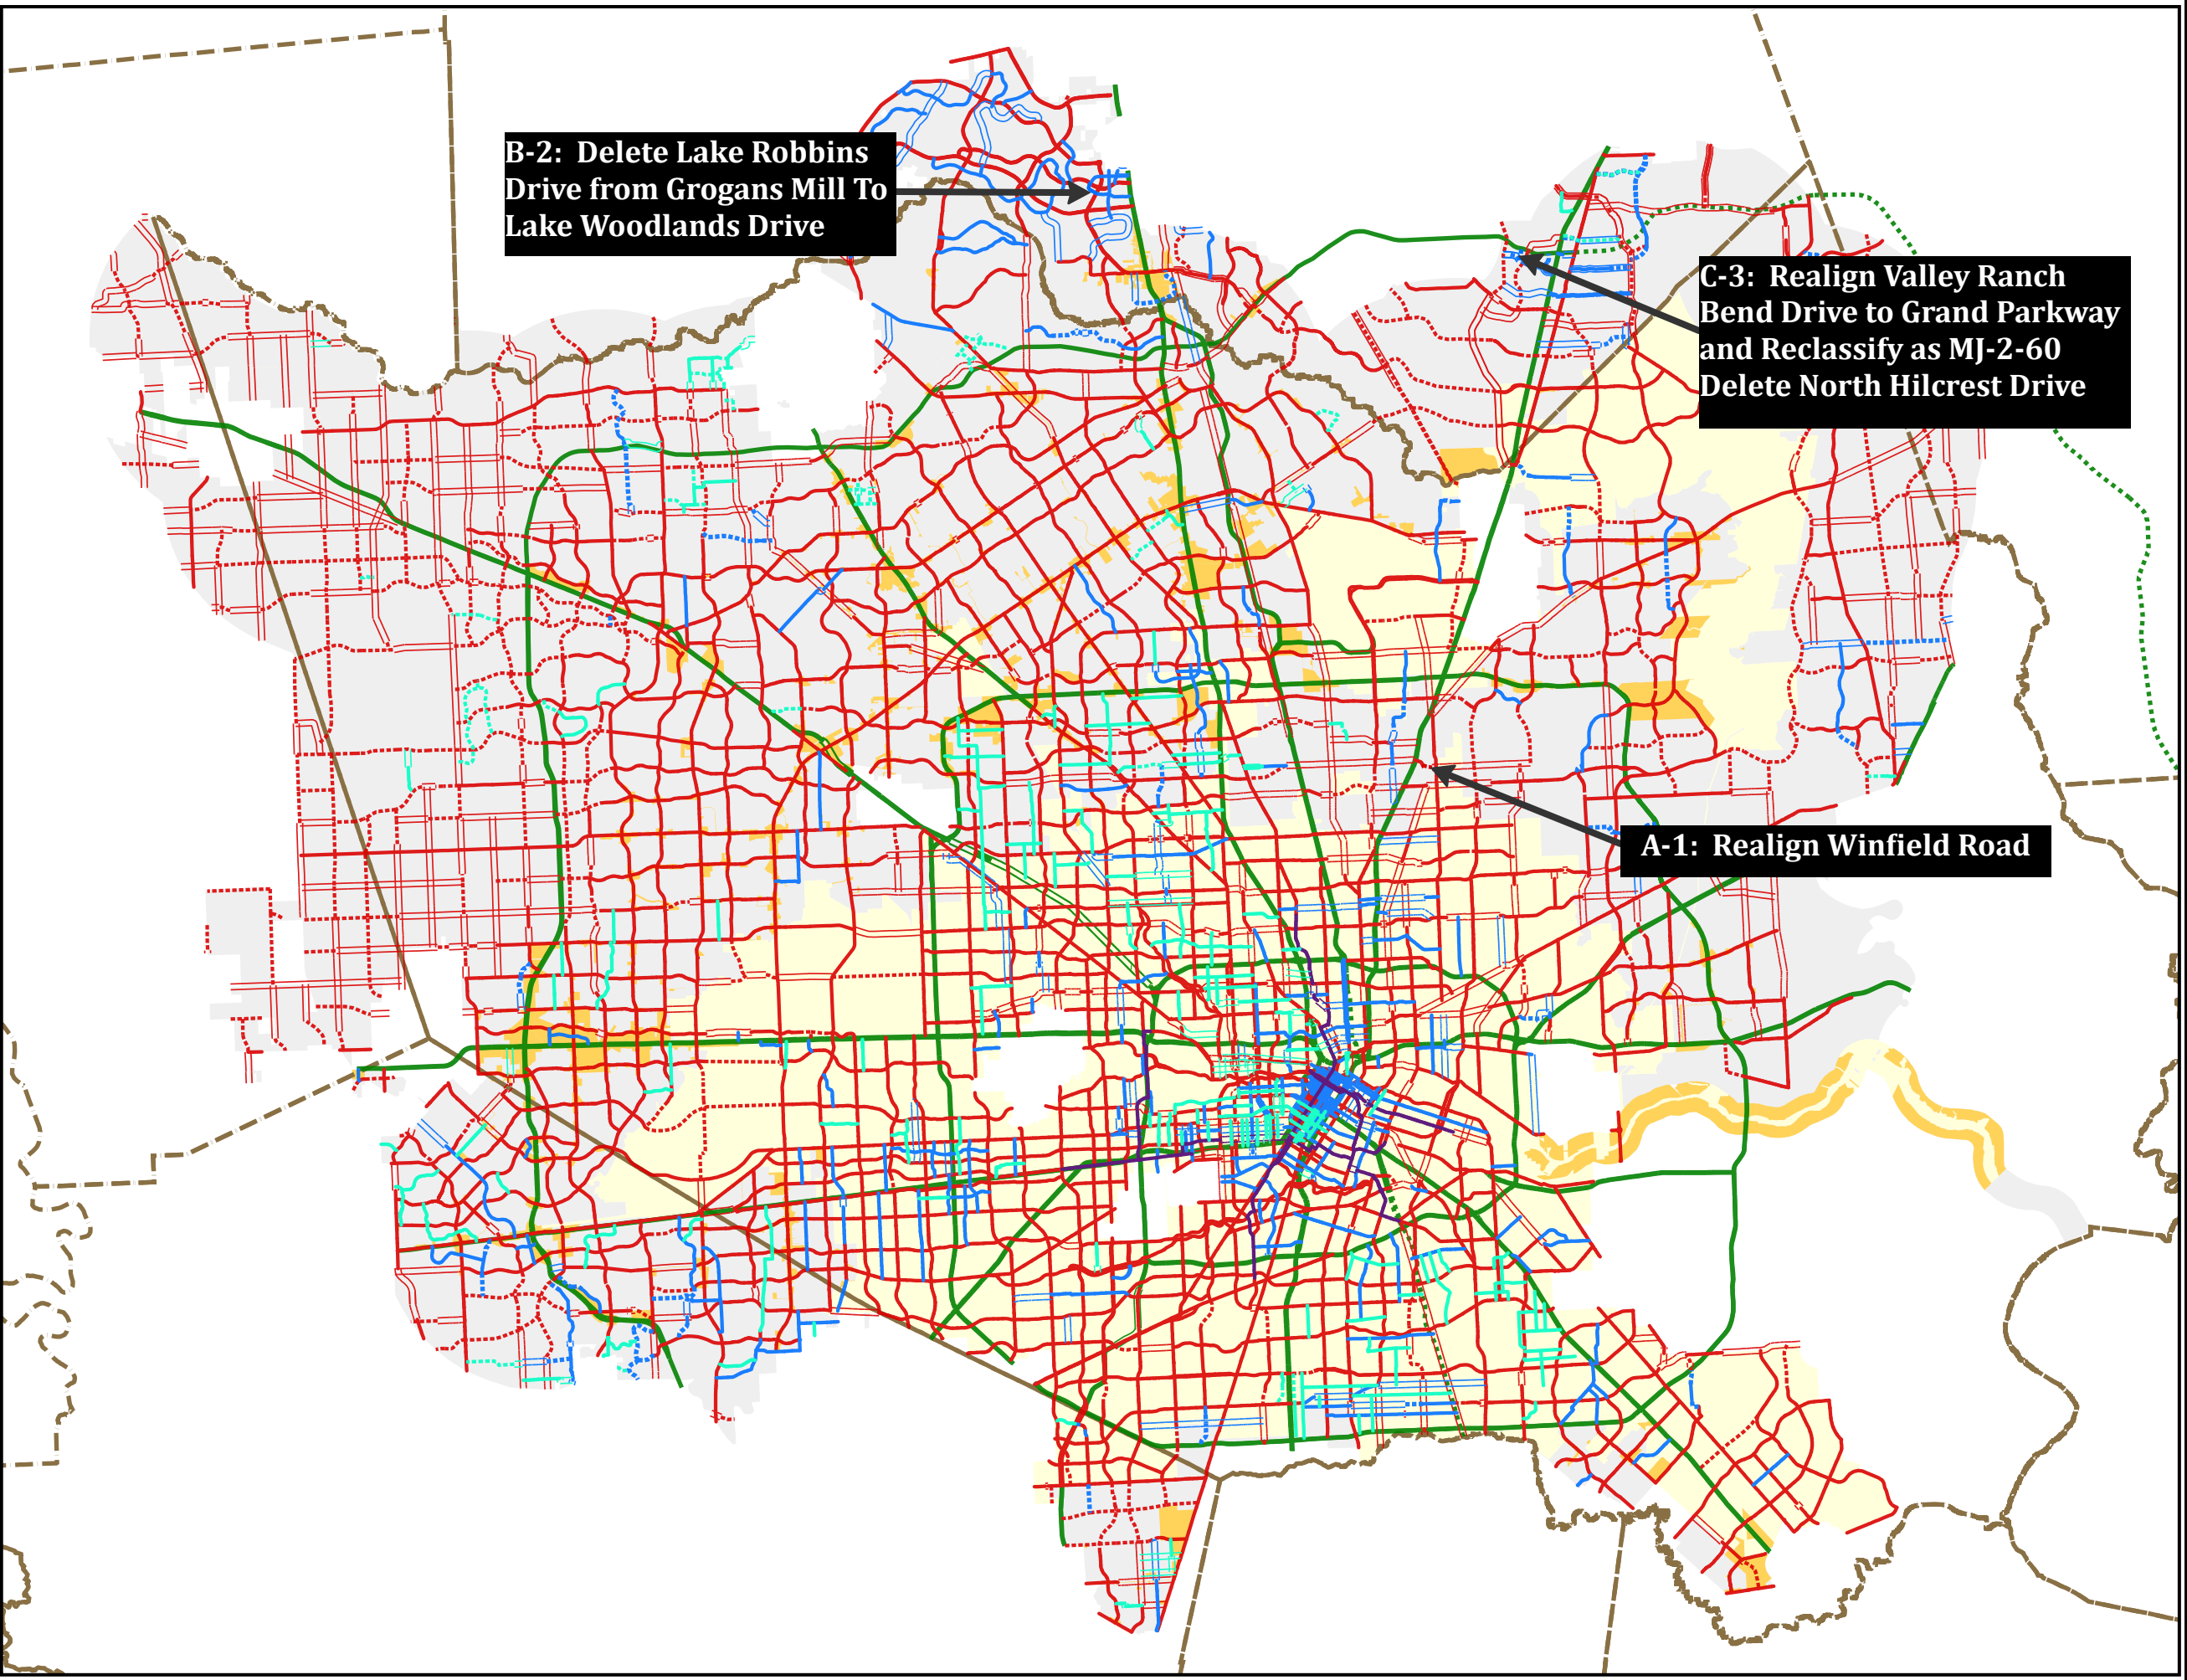 B-2:  Delete Lake Robbins
Drive from Grogans Mill To
Lake Woodlands Drive
C-3:  Realign Valley Ranch
Bend Drive to Grand Parkway
and Reclassify as MJ-2-60
Delete North Hilcrest Drive
A-1:  Realign Winfield Road